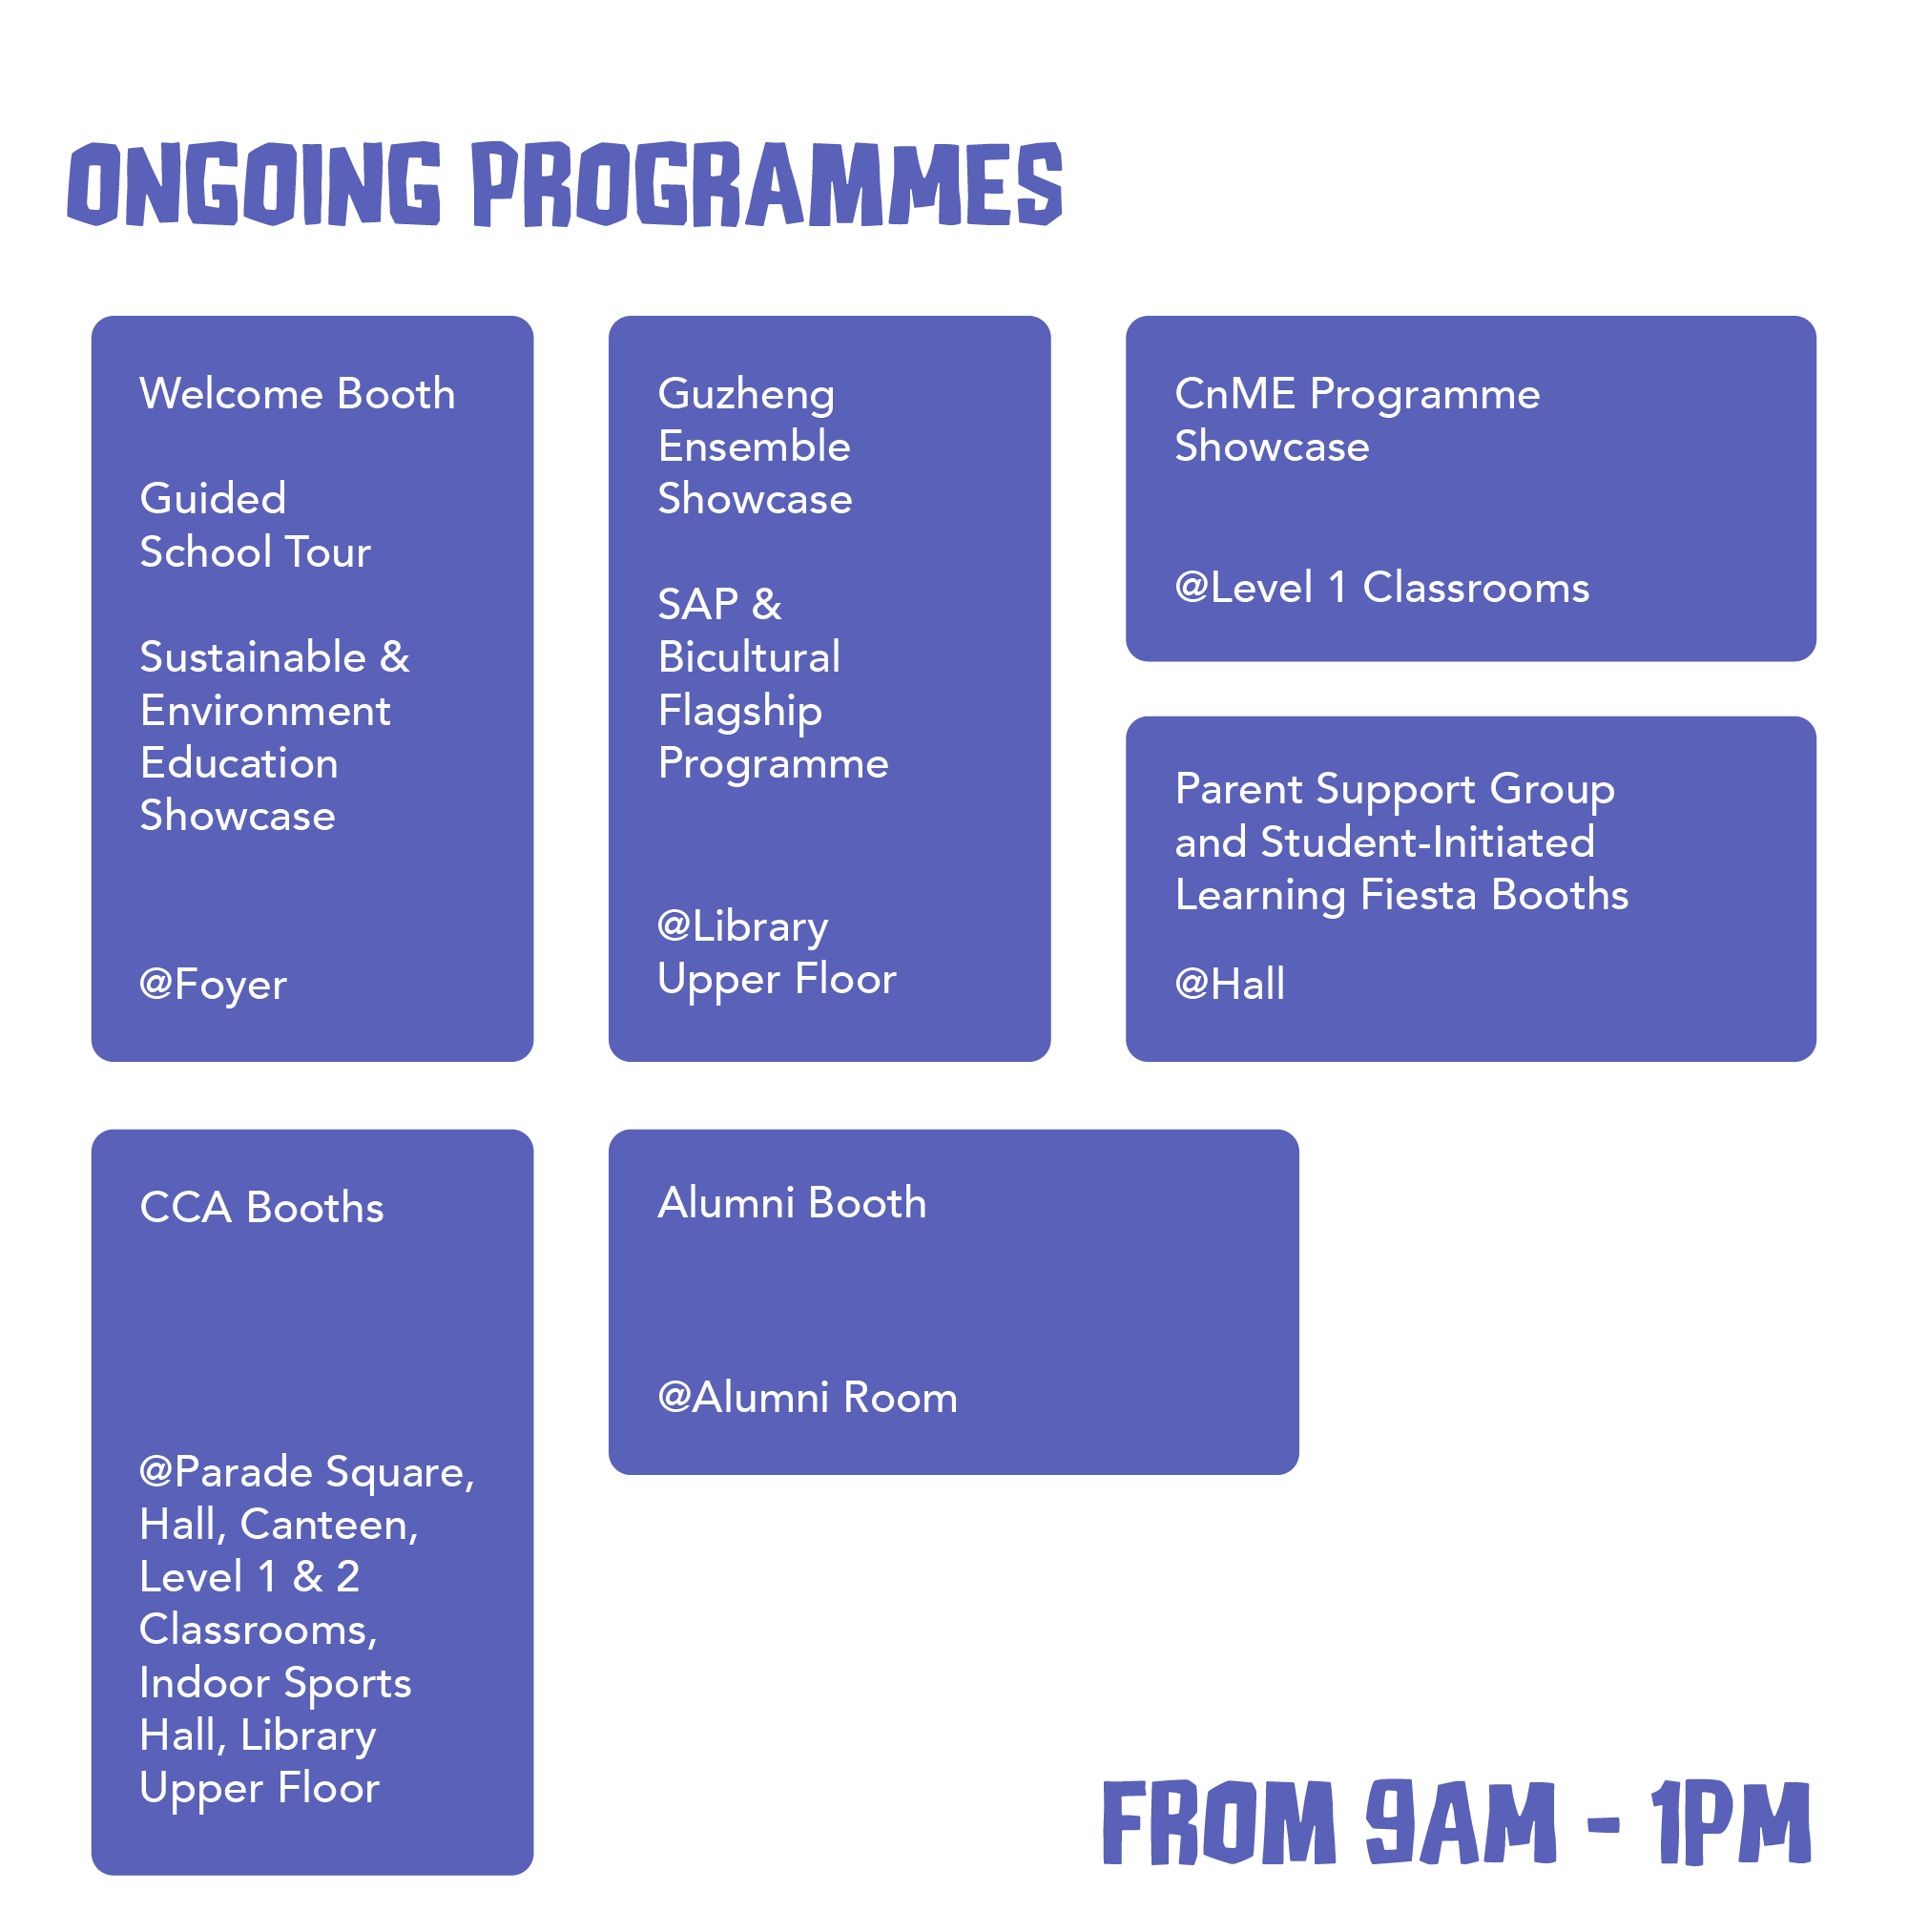 ONGOING PROGRAMMES
Welcome Booth
Guided
School Tour
Sustainable &
Environment
Education
Showcase
@Foyer
Guzheng
Ensemble
Showcase
SAP &
Bicultural
Flagship
Programme
@Library
Upper Floor
CnME Programme
Showcase
@Level 1 Classrooms
Parent Support Group
and Student-Initiated
Learning Fiesta Booths
@Hall
CCA Booths
@Parade Square,
Hall, Canteen,
Level 1 & 2
Classrooms,
Indoor Sports
Hall, Library
Upper Floor
Alumni Booth
@Alumni Room
FROM 9AM - 1PM